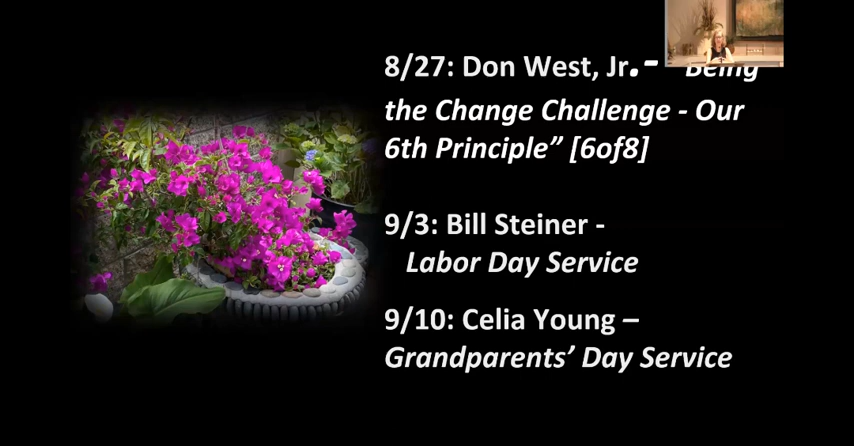 8/27: Don West, Jr.- "Being
the Change Challenge - Our
6th Principle” [6of8]
9/3: Bill Steiner -
Labor Day Service
9/10: Celia Young –
Grandparents’ Day Service